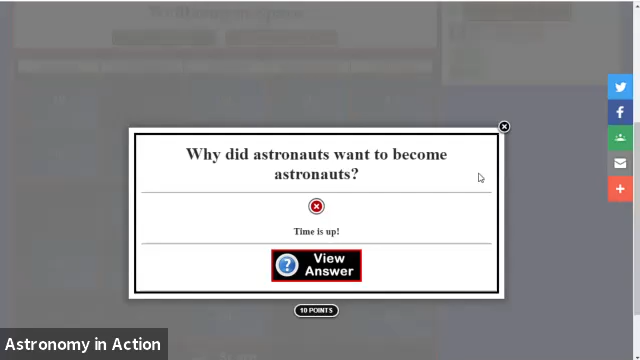 Why did astronauts want to become
astronauts?
Time is up!
View
Answer
10 POINTS
Astronomy in Action